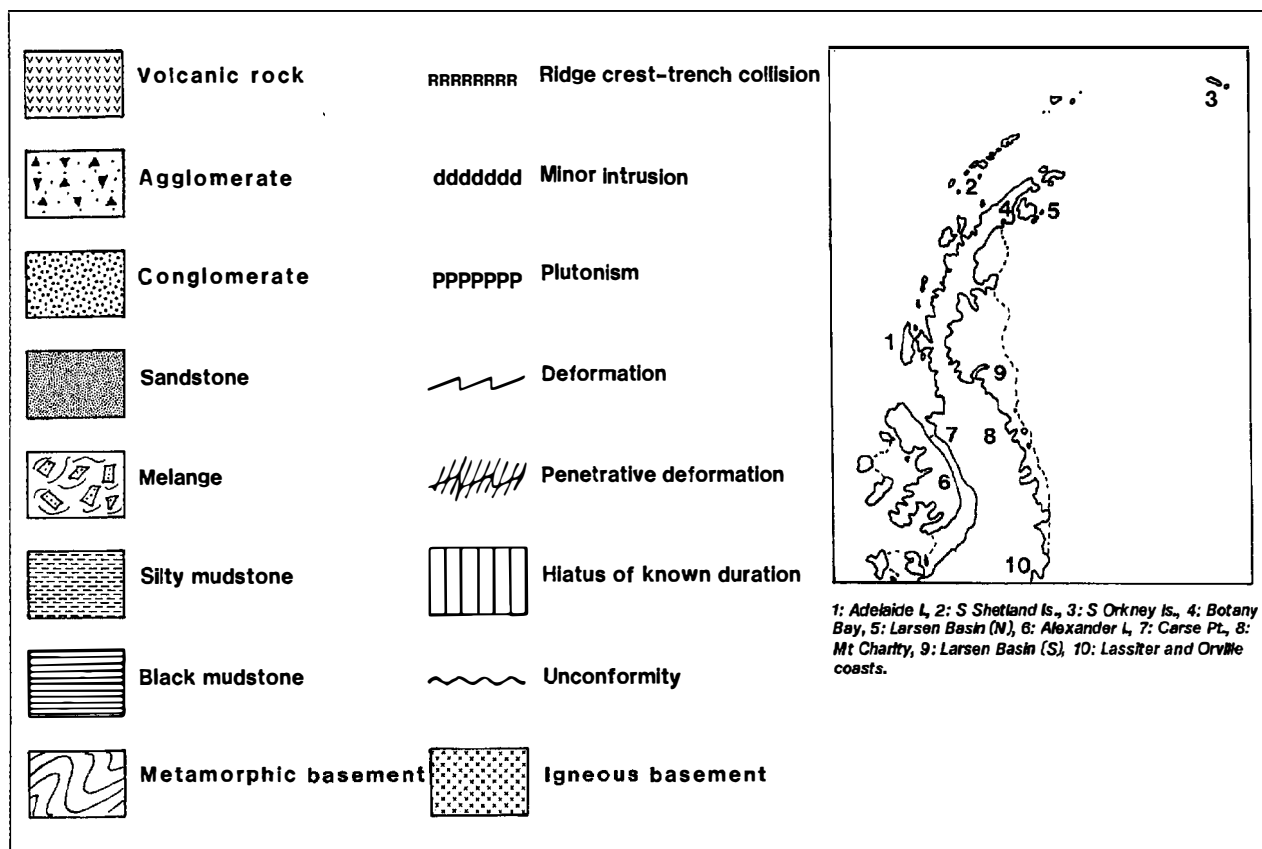 Volcanic rock
Agglomerate
Conglomerate
Sandstone
Melange
Silty mudstone
Black mudstone
Metamorphic basement
RRRRRRRR Ridge crest-trench collision
ddddddd Minor intrusion
PPPPPPP Plutonism
Deformation
Penetrative deformation
Hiatus of known duration
Unconformity
Igneous basement
3
2
4
5
1
9
7
8
6
10
1: Adelaide I., 2: S Shetland Is., 3: S Orkney Is., 4: Botany
Bay, 5: Larsen Basin (N), 6: Alexander I., 7: Carse Pt., 8:
Mt Charity, 9: Larsen Basin (S), 10: Lassiter and Orville
coasts.